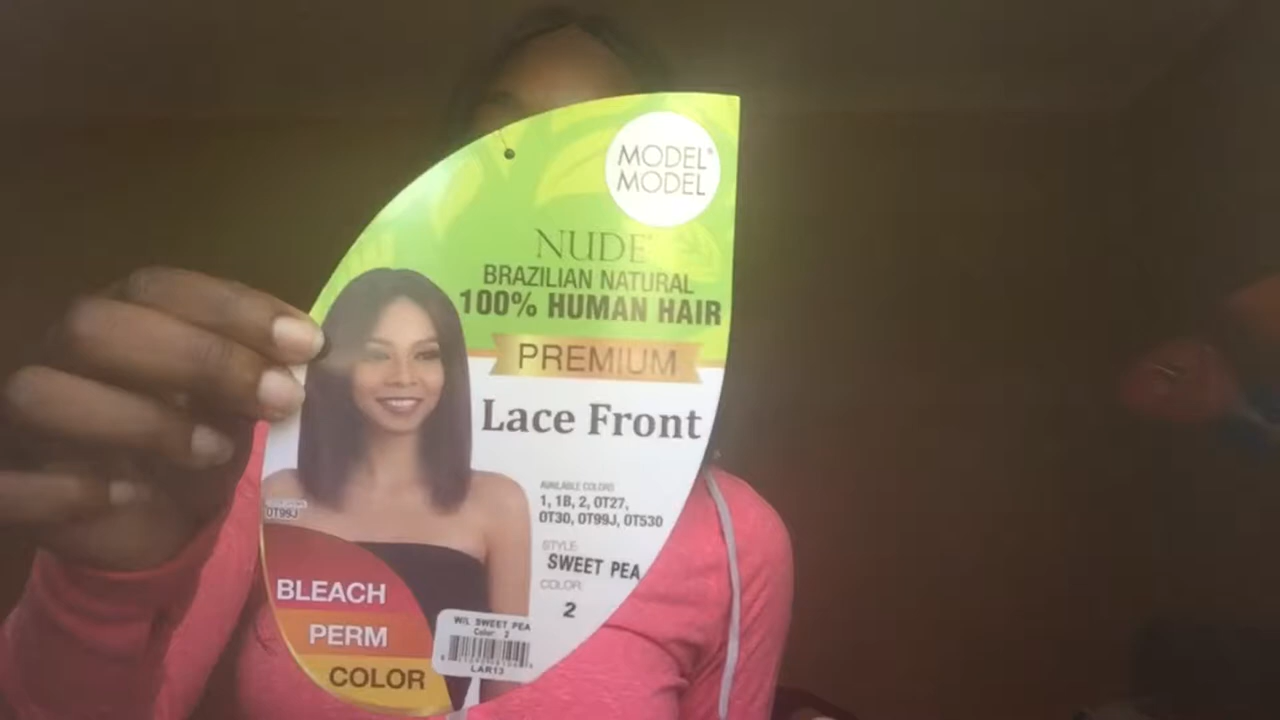 MODEL®
MODEL
NUDE
BRAZILIAN NATURAL
100% HUMAN HAIR
PREMIUM
Lace Front
AVAILABLE COLORS
1, 1B, 2, OT27,
OT30, OT99J, OT530
STYLE:
SWEET PEA
COLOR:
2
OT99J
BLEACH
PERM
COLOR
W/L SWEET PEA
Color: 2
LAR13